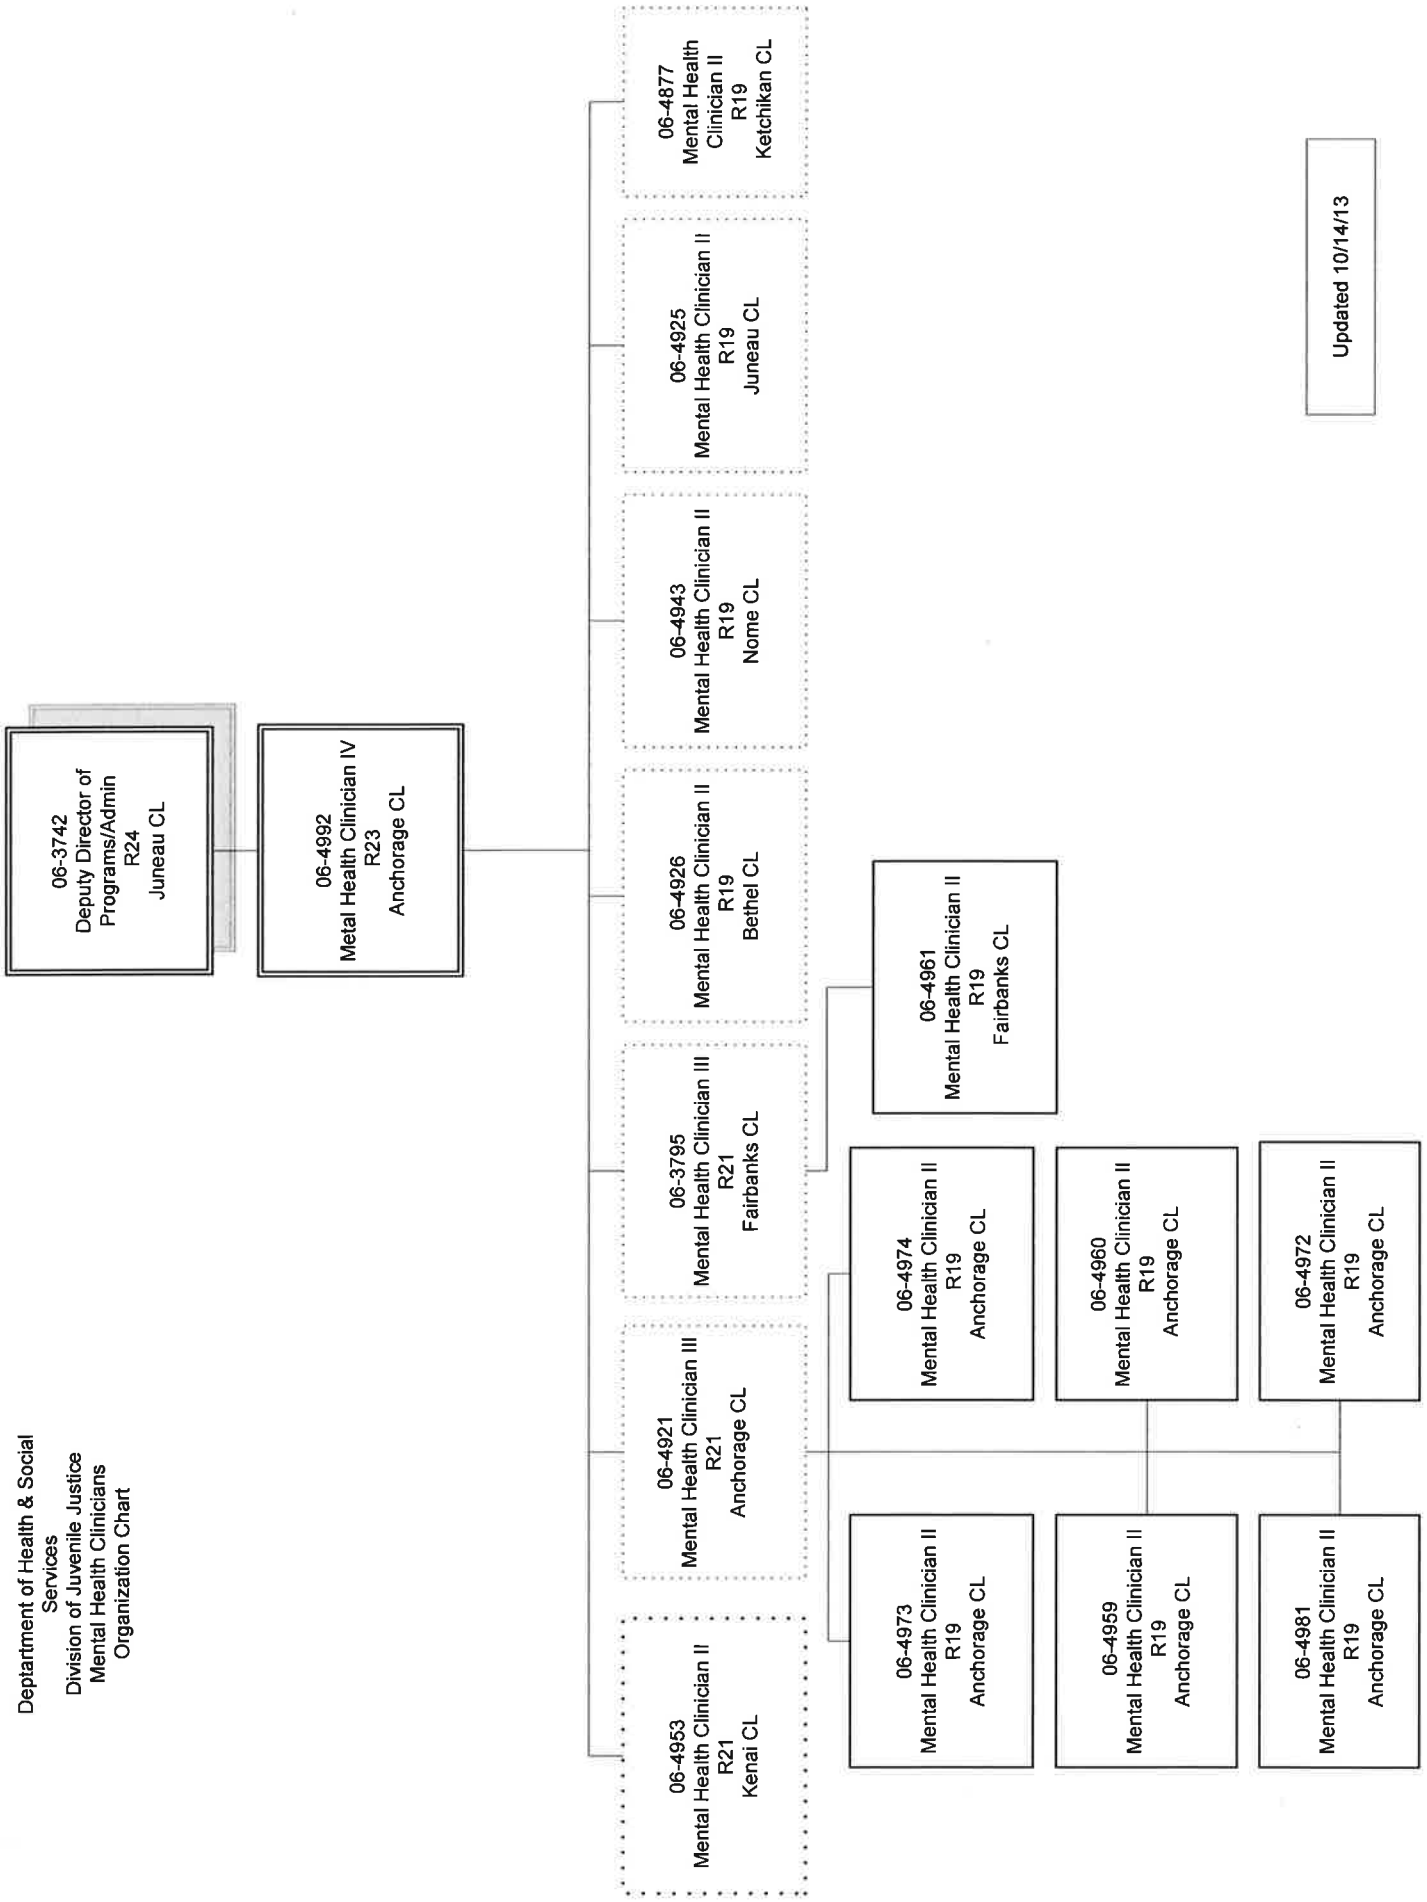 Deptartment of Health & Social
Services
Division of Juvenile Justice
Mental Health Clinicians
Organization Chart
06-3742
Deputy Director of
Programs/Admin
R24
Juneau CL
06-4992
Metal Health Clinician IV
R23
Anchorage CL
06-4953
Mental Health Clinician II
R21
Kenai CL
06-4921
Mental Health Clinician III
R21
Anchorage CL
06-3795
Mental Health Clinician III
R21
Fairbanks CL
06-4926
Mental Health Clinician II
R19
Bethel CL
06-4943
Mental Health Clinician II
R19
Nome CL
06-4925
Mental Health Clinician II
R19
Juneau CL
06-4877
Mental Health
Clinician II
R19
Ketchikan CL
06-4973
Mental Health Clinician II
R19
Anchorage CL
06-4974
Mental Health Clinician II
R19
Anchorage CL
06-4961
Mental Health Clinician II
R19
Fairbanks CL
06-4959
Mental Health Clinician II
R19
Anchorage CL
06-4960
Mental Health Clinician II
R19
Anchorage CL
06-4981
Mental Health Clinician II
R19
Anchorage CL
06-4972
Mental Health Clinician II
R19
Anchorage CL
Updated 10/14/13